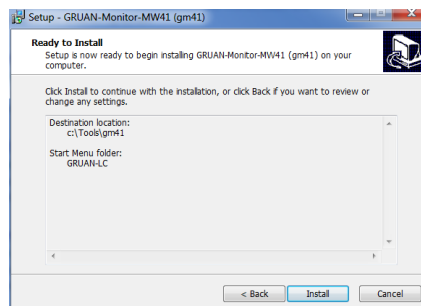 Setup - GRUAN-Monitor-MW41 (gm41)
Ready to Install
Setup is now ready to begin installing GRUAN-Monitor-MW41 (gm41) on your
computer.
Click Install to continue with the installation, or click Back if you want to review or
change any settings.
Destination location:
c:\Tools\gm41
Start Menu folder:
GRUAN-LC
< Back Install Cancel